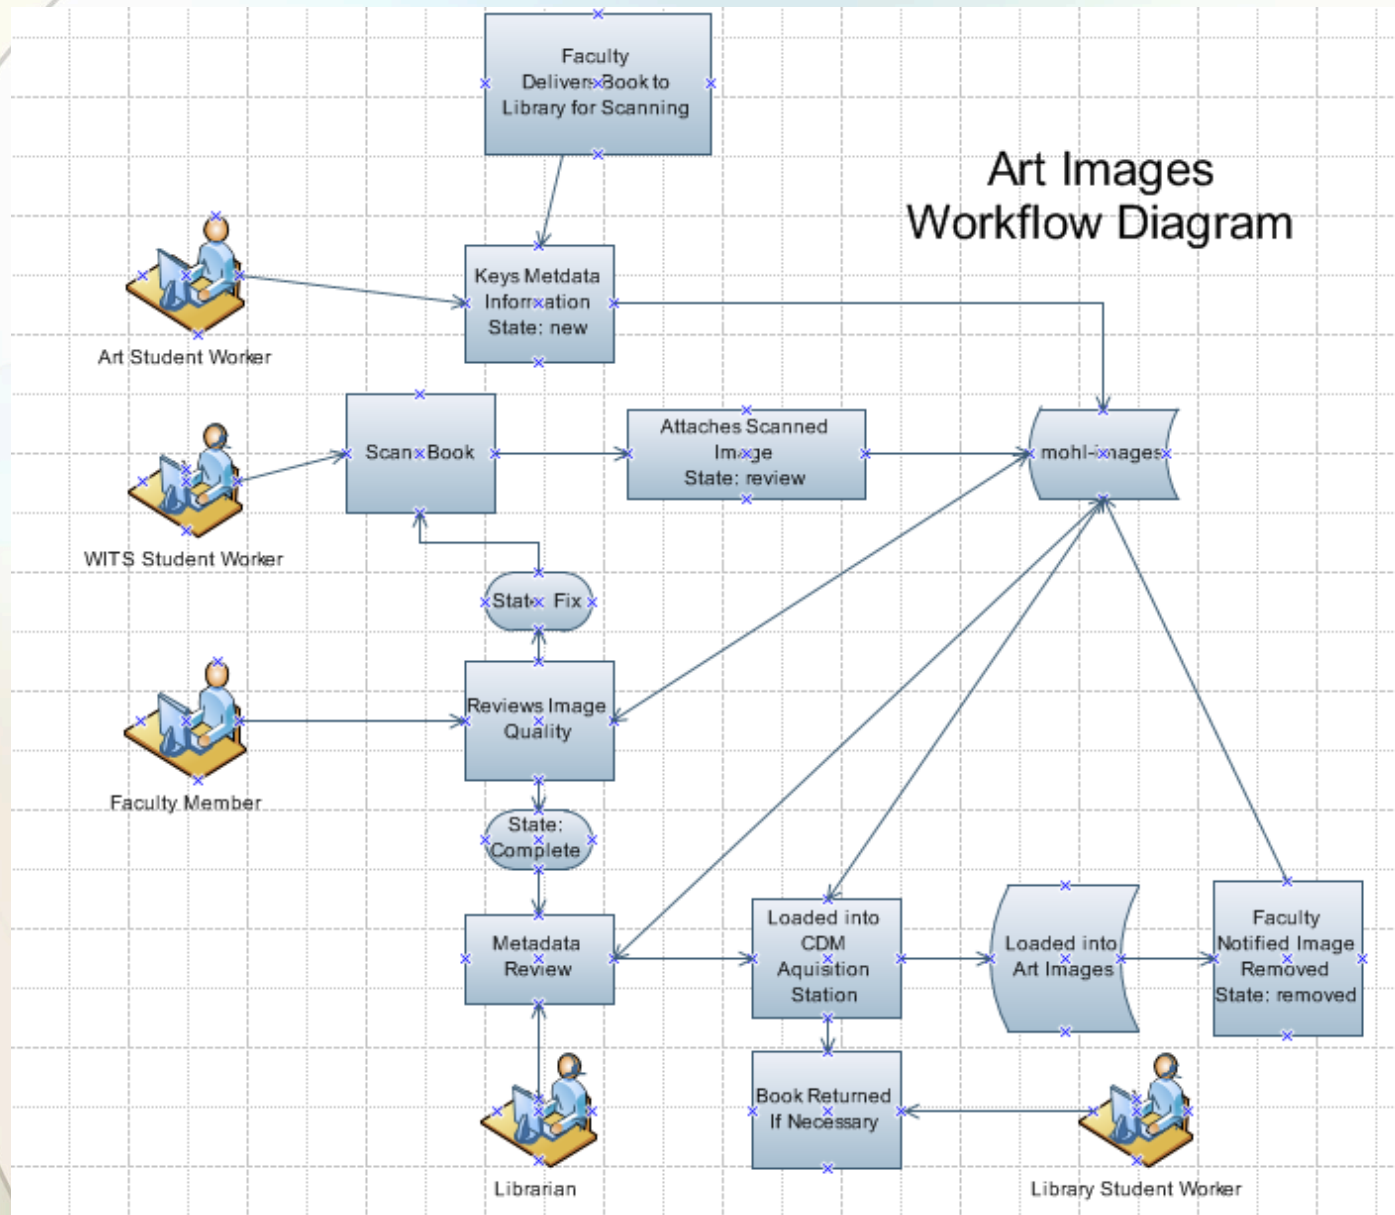 Faculty
Delivers Book to
Library for Scanning
Art Images
Workflow Diagram
Keys Metdata
Information
State: new
Art Student Worker
Scans Book
Attaches Scanned
Image
State: review
mohl-images
WITS Student Worker
State: Fix
Reviews Image
Quality
Faculty Member
State:
Complete
Metadata
Review
Loaded into
CDM
Aquisition
Station
Loaded into
Art Images
Faculty
Notified Image
Removed
State: removed
Book Returned
If Necessary
Librarian
Library Student Worker